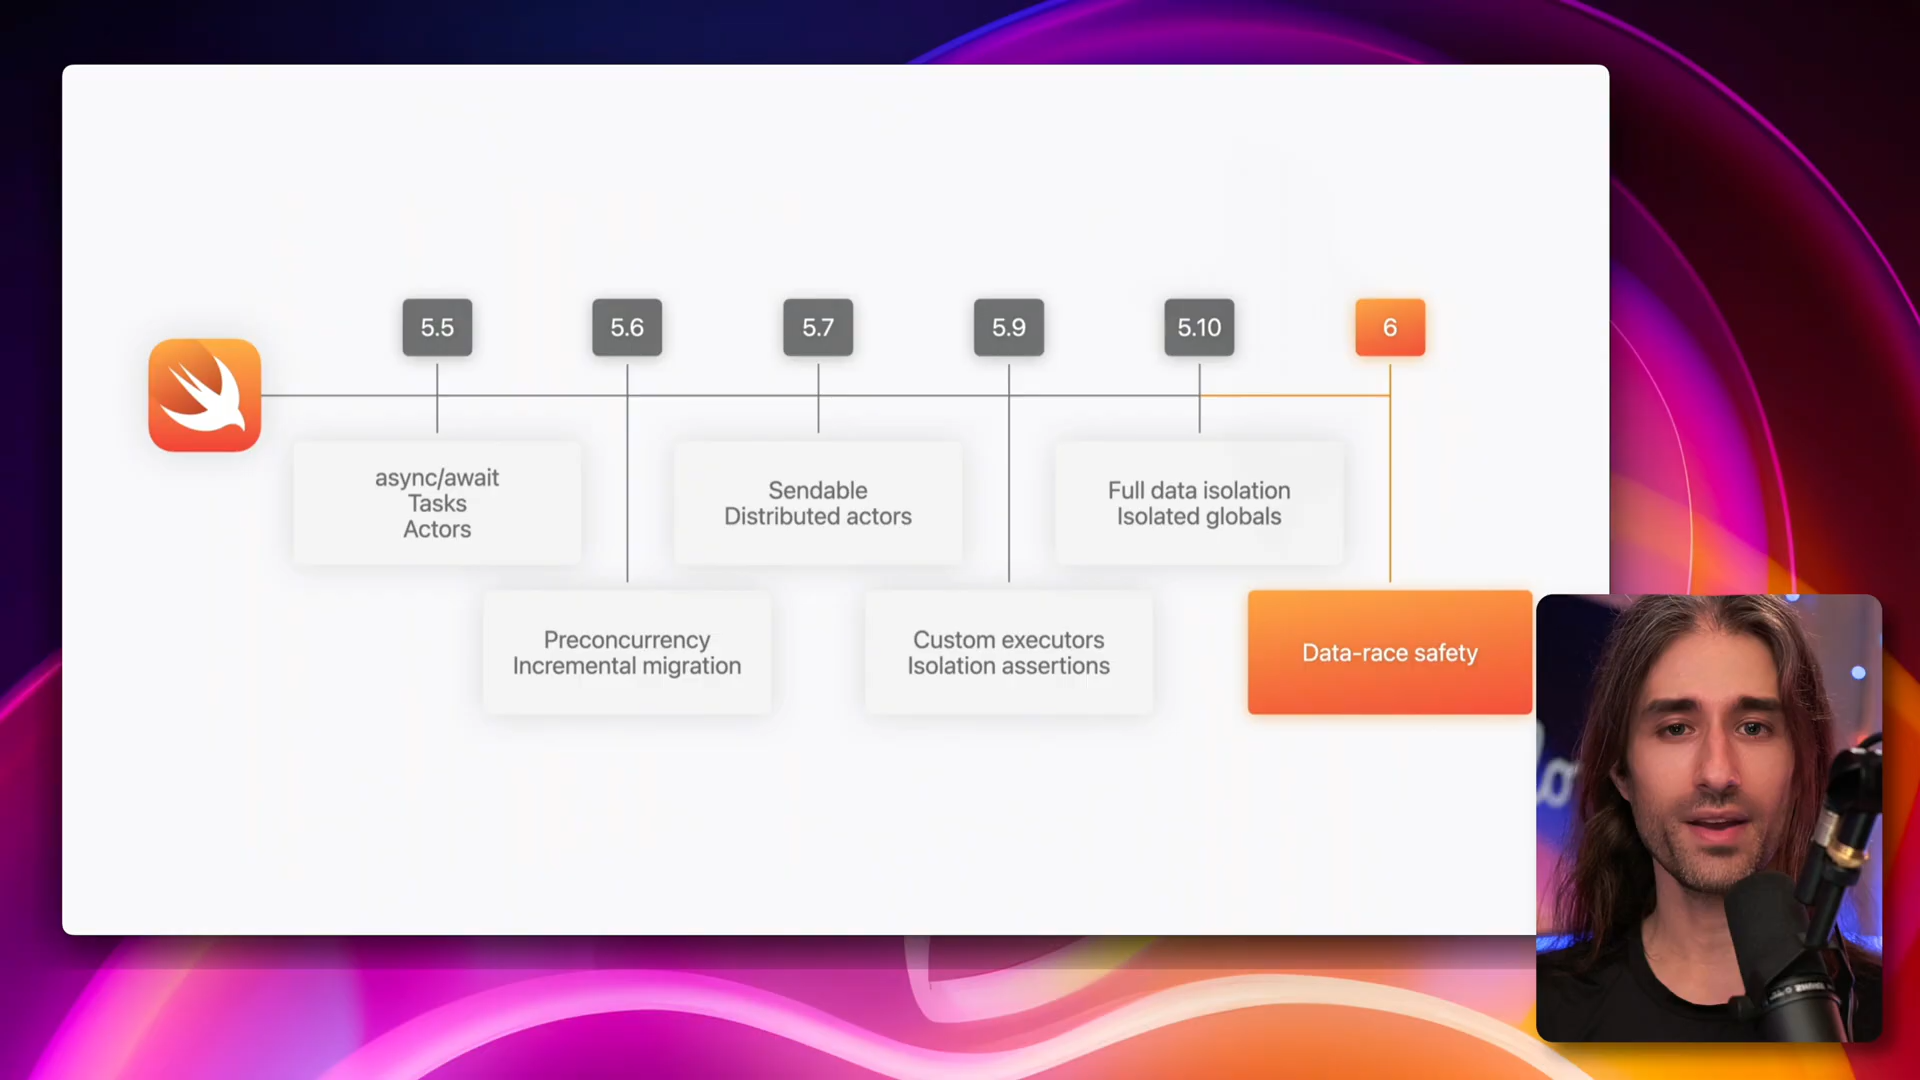 5.5
5.6
5.7
5.9
5.10
6
async/await
Tasks
Actors
Sendable
Distributed actors
Full data isolation
Isolated globals
Preconcurrency
Incremental migration
Custom executors
Isolation assertions
Data-race safety